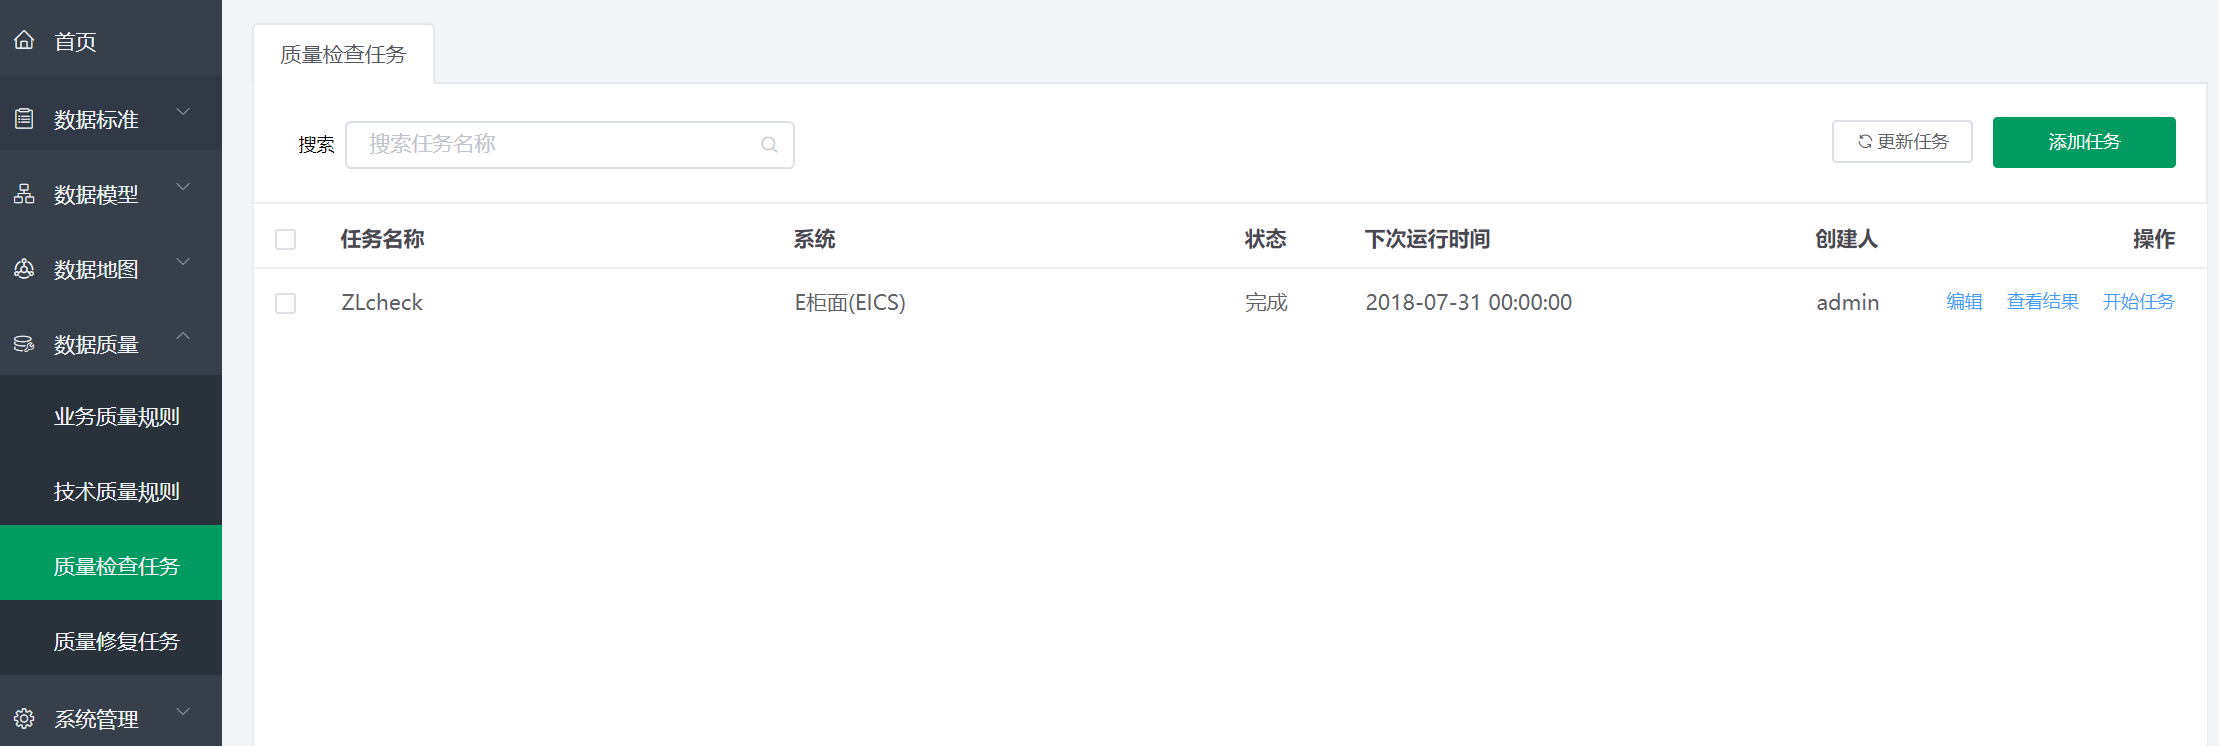 首页
数据标准
数据模型
数据地图
数据质量
业务质量规则
技术质量规则
质量检查任务
质量修复任务
系统管理
质量检查任务
搜索 搜索任务名称 更新任务 添加任务
任务名称 系统 状态 下次运行时间 创建人 操作
ZLcheck E柜面(EICS) 完成 2018-07-31 00:00:00 admin 编辑 查看结果 开始任务